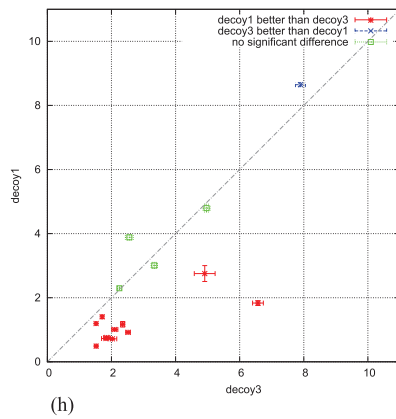 decoy1 better than decoy3
decoy3 better than decoy1
no significant difference
10
8
6
4
2
0
decoy1
0 2 4 6 8 10
decoy3
(h)